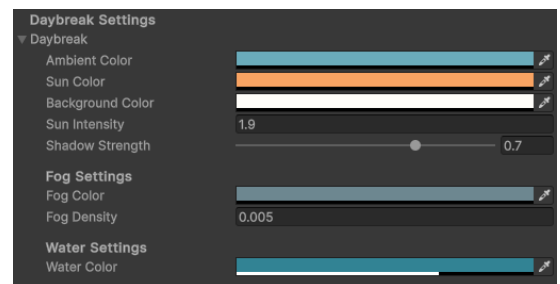 Daybreak Settings
Daybreak
Ambient Color
Sun Color
Background Color
Sun Intensity 1.9
Shadow Strength 0.7
Fog Settings
Fog Color
Fog Density 0.005
Water Settings
Water Color